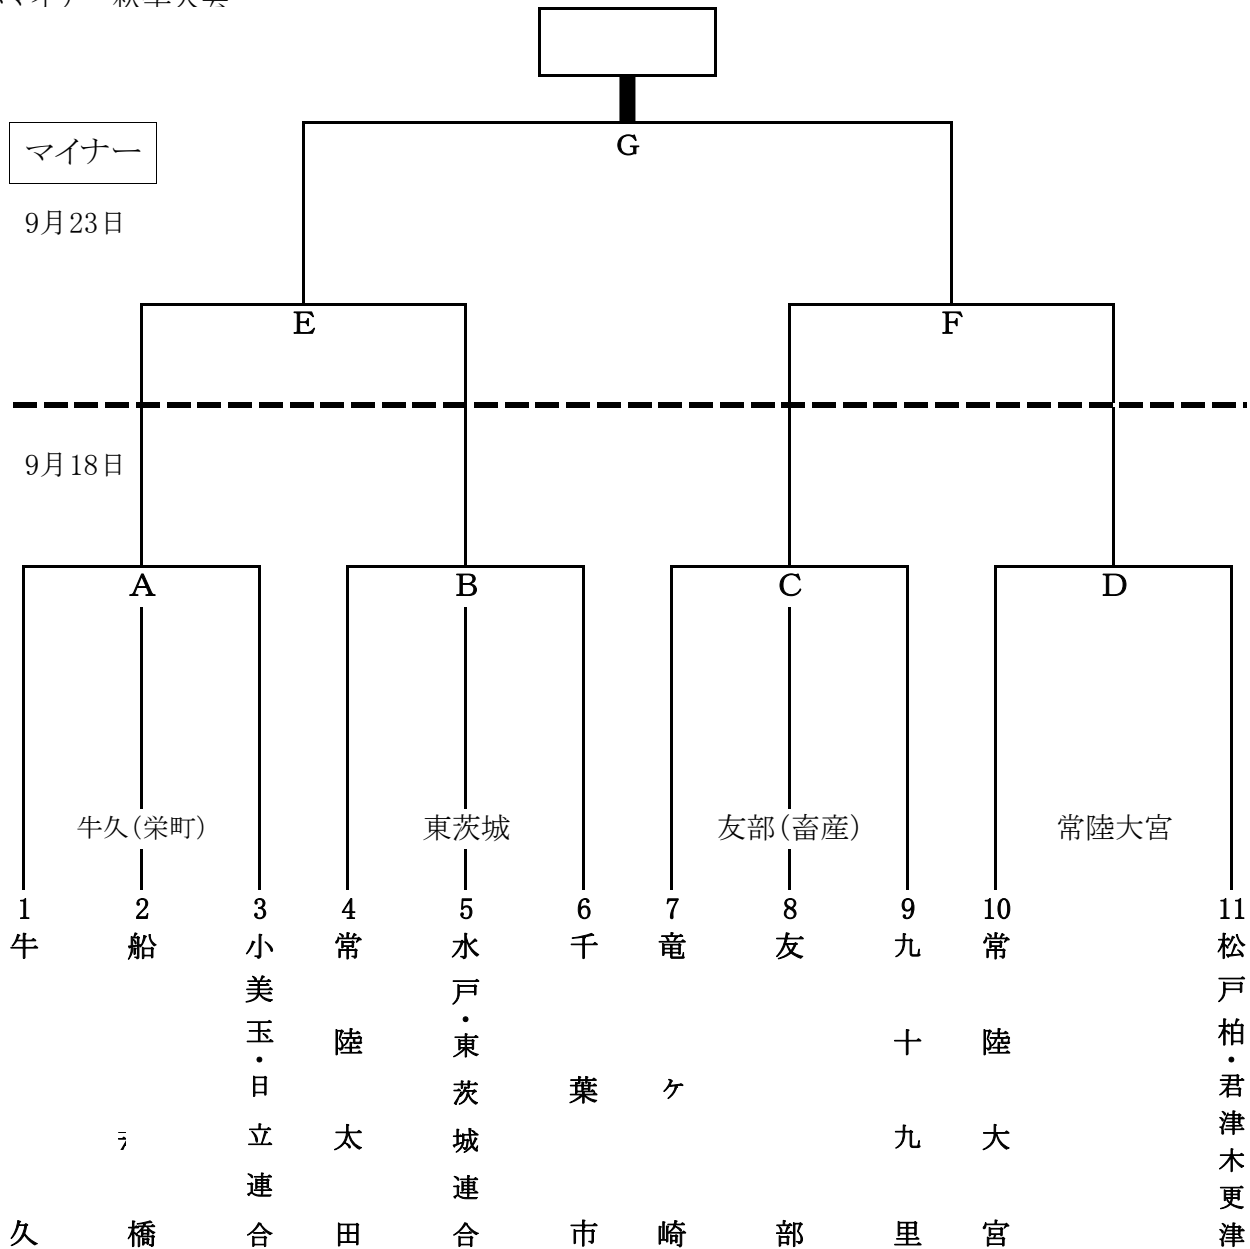 マイナー
G
9月23日
E
F
9月18日
A
B
C
D
牛久(栄町)
東茨城
友部(畜産)
常陸大宮
1
2
3
4
5
6
7
8
9
10
11
牛久
船橋
小美玉・日立連合
常陸太田
水戸・東茨城連合
千葉市
竜ヶ崎
友部
九十九里
常陸大宮
松戸柏・君津木更津